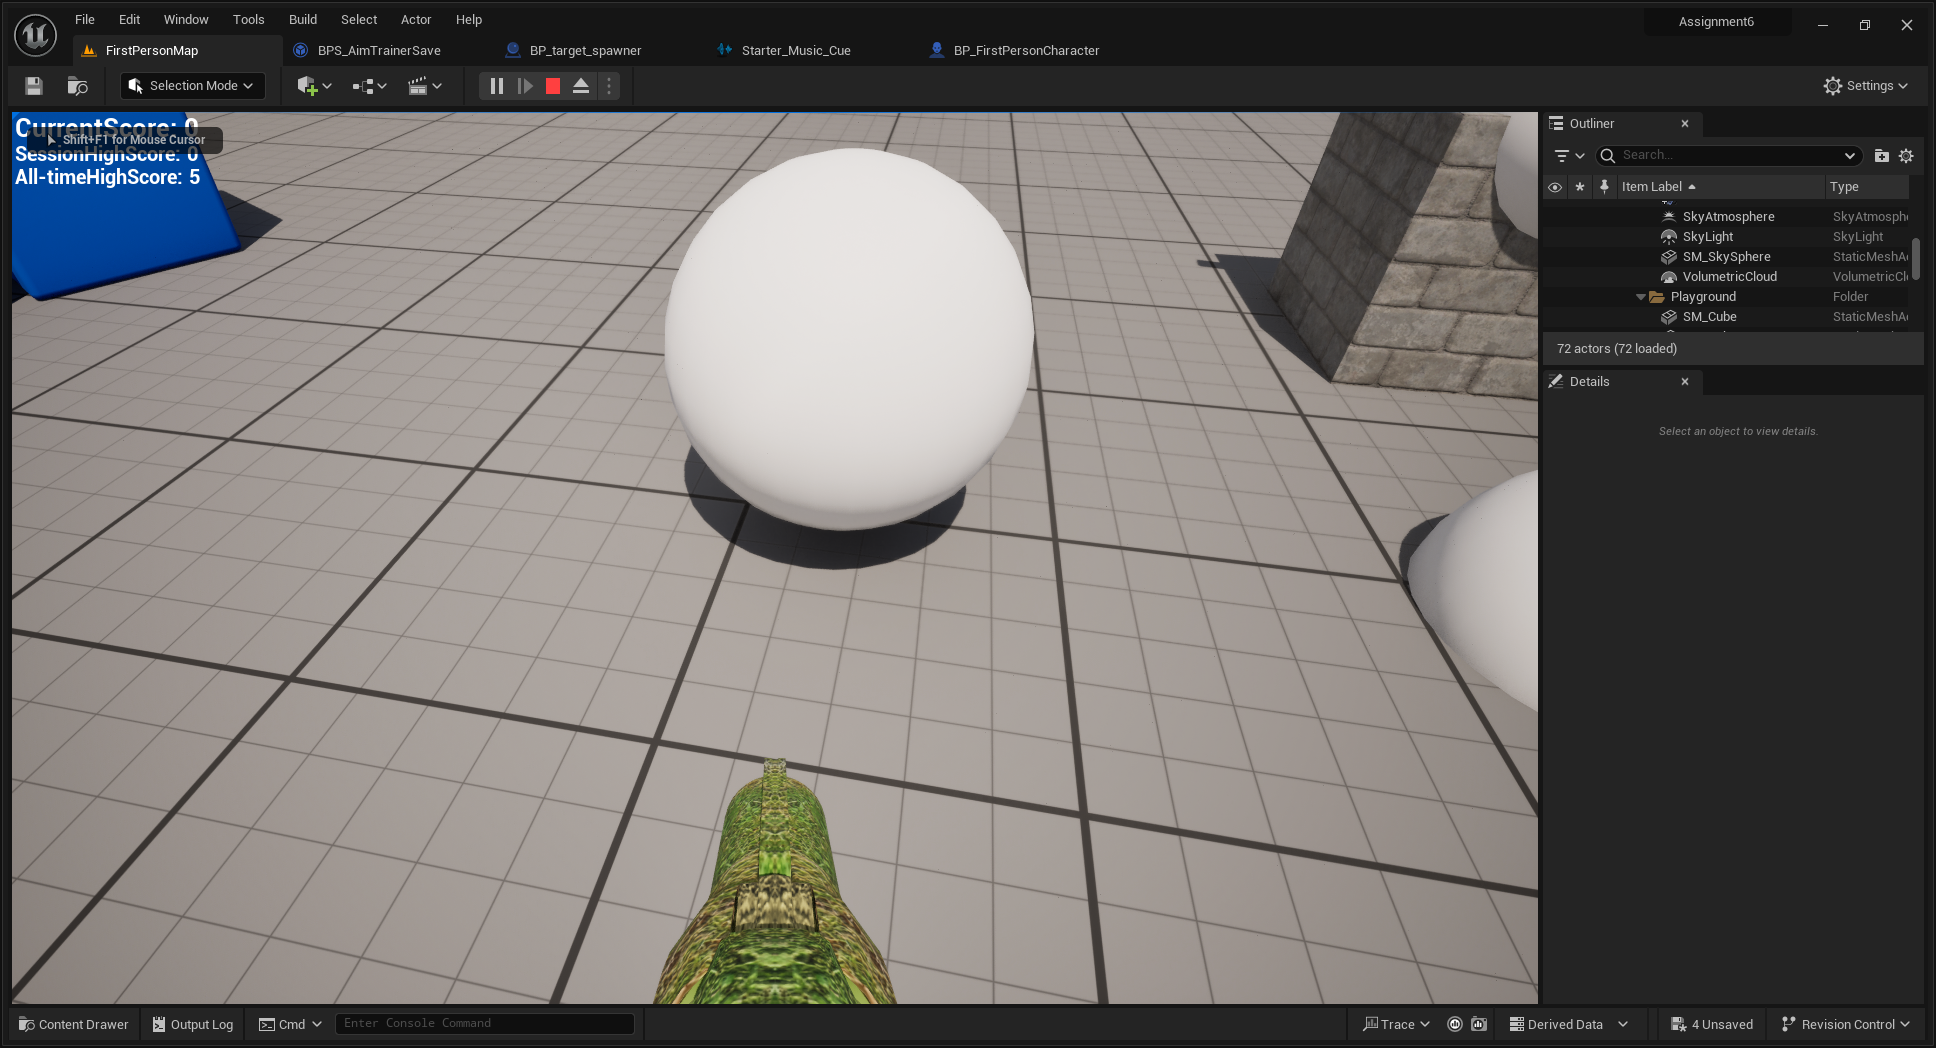 File Edit Window Tools Build Select Actor Help
Assignment6
FirstPersonMap BPS_AimTrainerSave BP_target_spawner Starter_Music_Cue BP_FirstPersonCharacter
Selection Mode
Settings
CurrentScore: 0
Shift+F1 for Mouse Cursor
SessionHighScore: 0
All-timeHighScore: 5
Outliner
Search...
Item Label Type
SkyAtmosphere SkyAtmosph
SkyLight SkyLight
SM_SkySphere StaticMeshA
VolumetricCloud VolumetricCl
Playground Folder
SM_Cube StaticMeshA
72 actors (72 loaded)
Details
Select an object to view details.
Content Drawer Output Log Cmd Enter Console Command Trace Derived Data 4 Unsaved Revision Control